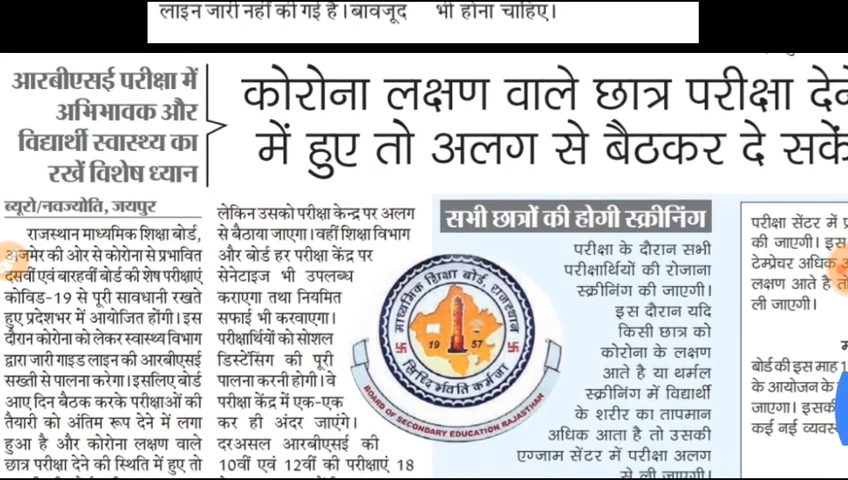 लाइन जारी नहीं की गई है। बावजूद
भी होना चाहिए।
आरबीएसई परीक्षा में
अभिभावक और
विद्यार्थी स्वास्थ्य का
रखें विशेष ध्यान
कोरोना लक्षण वाले छात्र परीक्षा देने
में हुए तो अलग से बैठकर दे सकें
ब्यूरो/नवज्योति, जयपुर
राजस्थान माध्यमिक शिक्षा बोर्ड,
अजमेर की ओर से कोरोना से प्रभावित
दसवीं एवं बारहवीं बोर्ड की शेष परीक्षाएं
कोविड-19 से पूरी सावधानी रखते
हुए प्रदेशभर में आयोजित होंगी। इस
दौरान कोरोना को लेकर स्वास्थ्य विभाग
द्वारा जारी गाइड लाइन की आरबीएसई
सख्ती से पालना करेगा। इसलिए बोर्ड
आए दिन बैठक करके परीक्षाओं की
तैयारी को अंतिम रूप देने में लगा
हुआ है और कोरोना लक्षण वाले
छात्र परीक्षा देने की स्थिति में हुए तो
लेकिन उसको परीक्षा केन्द्र पर अलग
से बैठाया जाएगा। वहीं शिक्षा विभाग
और बोर्ड हर परीक्षा केंद्र पर
सेनेटाइज भी उपलब्ध
कराएगा तथा नियमित
सफाई भी करवाएगा।
परीक्षार्थियों को सोशल
डिस्टेंसिंग की पूरी
पालना करनी होगी। वे
परीक्षा केंद्र में एक-एक
कर ही अंदर जाएंगे।
दरअसल आरबीएसई की
10वीं एवं 12वीं की परीक्षाएं 18
माध्यमिक शिक्षा बोर्ड, राजस्थान
19 57
सिद्धिर्भवति कर्मजा
BOARD OF SECONDARY EDUCATION RAJASTHAN
सभी छात्रों की होगी स्क्रीनिंग
परीक्षा के दौरान सभी
परीक्षार्थियों की रोजाना
स्क्रीनिंग की जाएगी।
इस दौरान यदि
किसी छात्र को
कोरोना के लक्षण
आते है या थर्मल
स्क्रीनिंग में विद्यार्थी
के शरीर का तापमान
अधिक आता है तो उसकी
एग्जाम सेंटर में परीक्षा अलग
से ली जाएगी।
परीक्षा सेंटर में
की जाएगी। इस
टेम्प्रेचर अधिक
लक्षण आते है तो
ली जाएगी।
बोर्ड की इस माह 1
के आयोजन के
जाएगा। इसकी
कई नई